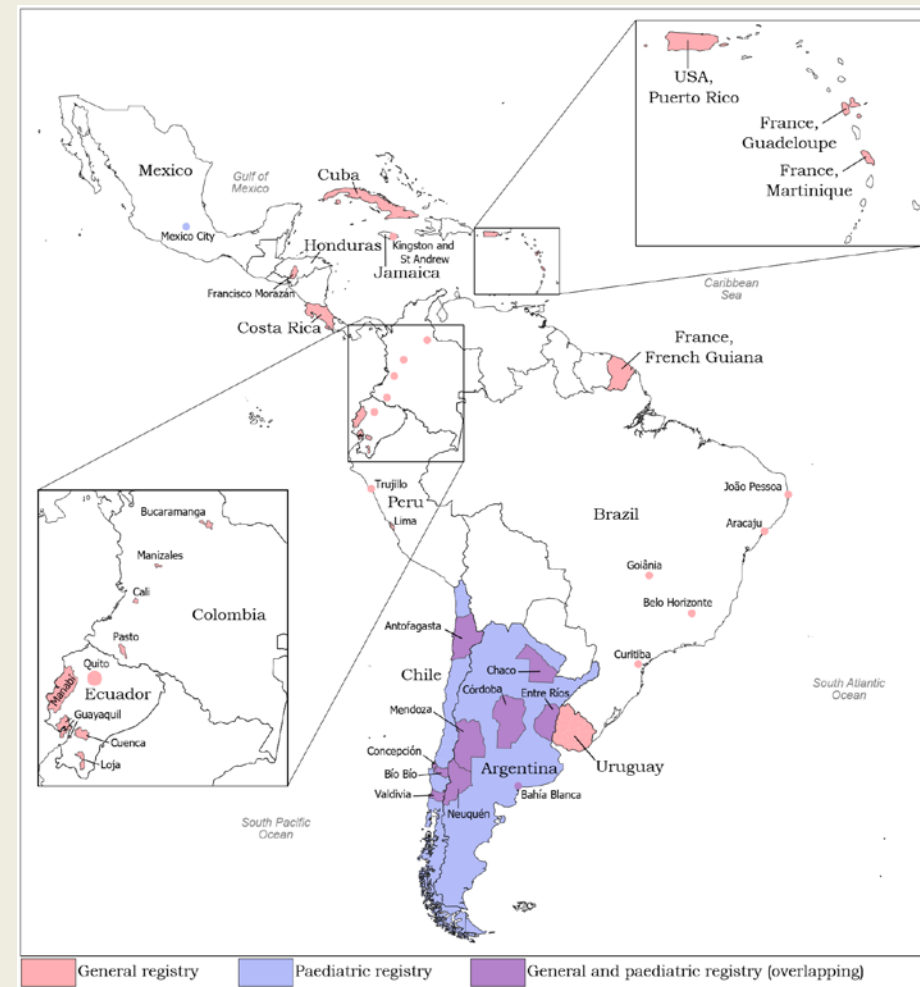 USA,
Puerto Rico
France,
Guadeloupe
France,
Martinique
Mexico
Gulf of
Mexico
Cuba
Mexico City
Honduras
Kingston and
St Andrew
Jamaica
Francisco Morazán
Caribbean
Sea
Costa Rica
France,
French Guiana
Trujillo
Peru
Lima
João Pessoa
Brazil
Aracaju
Goiânia
Belo Horizonte
Curitiba
Bucaramanga
Manizales
Cali
Colombia
Pasto
Quito
Manabí
Ecuador
Guayaquil
Cuenca
Loja
Antofagasta
Chile
Chaco
Córdoba
Entre Ríos
Mendoza
South Atlantic
Ocean
Concepción
Bío Bío
Argentina
Uruguay
Valdivia
Bahía Blanca
Neuquén
South Pacific
Ocean
General registry
Paediatric registry
General and paediatric registry (overlapping)